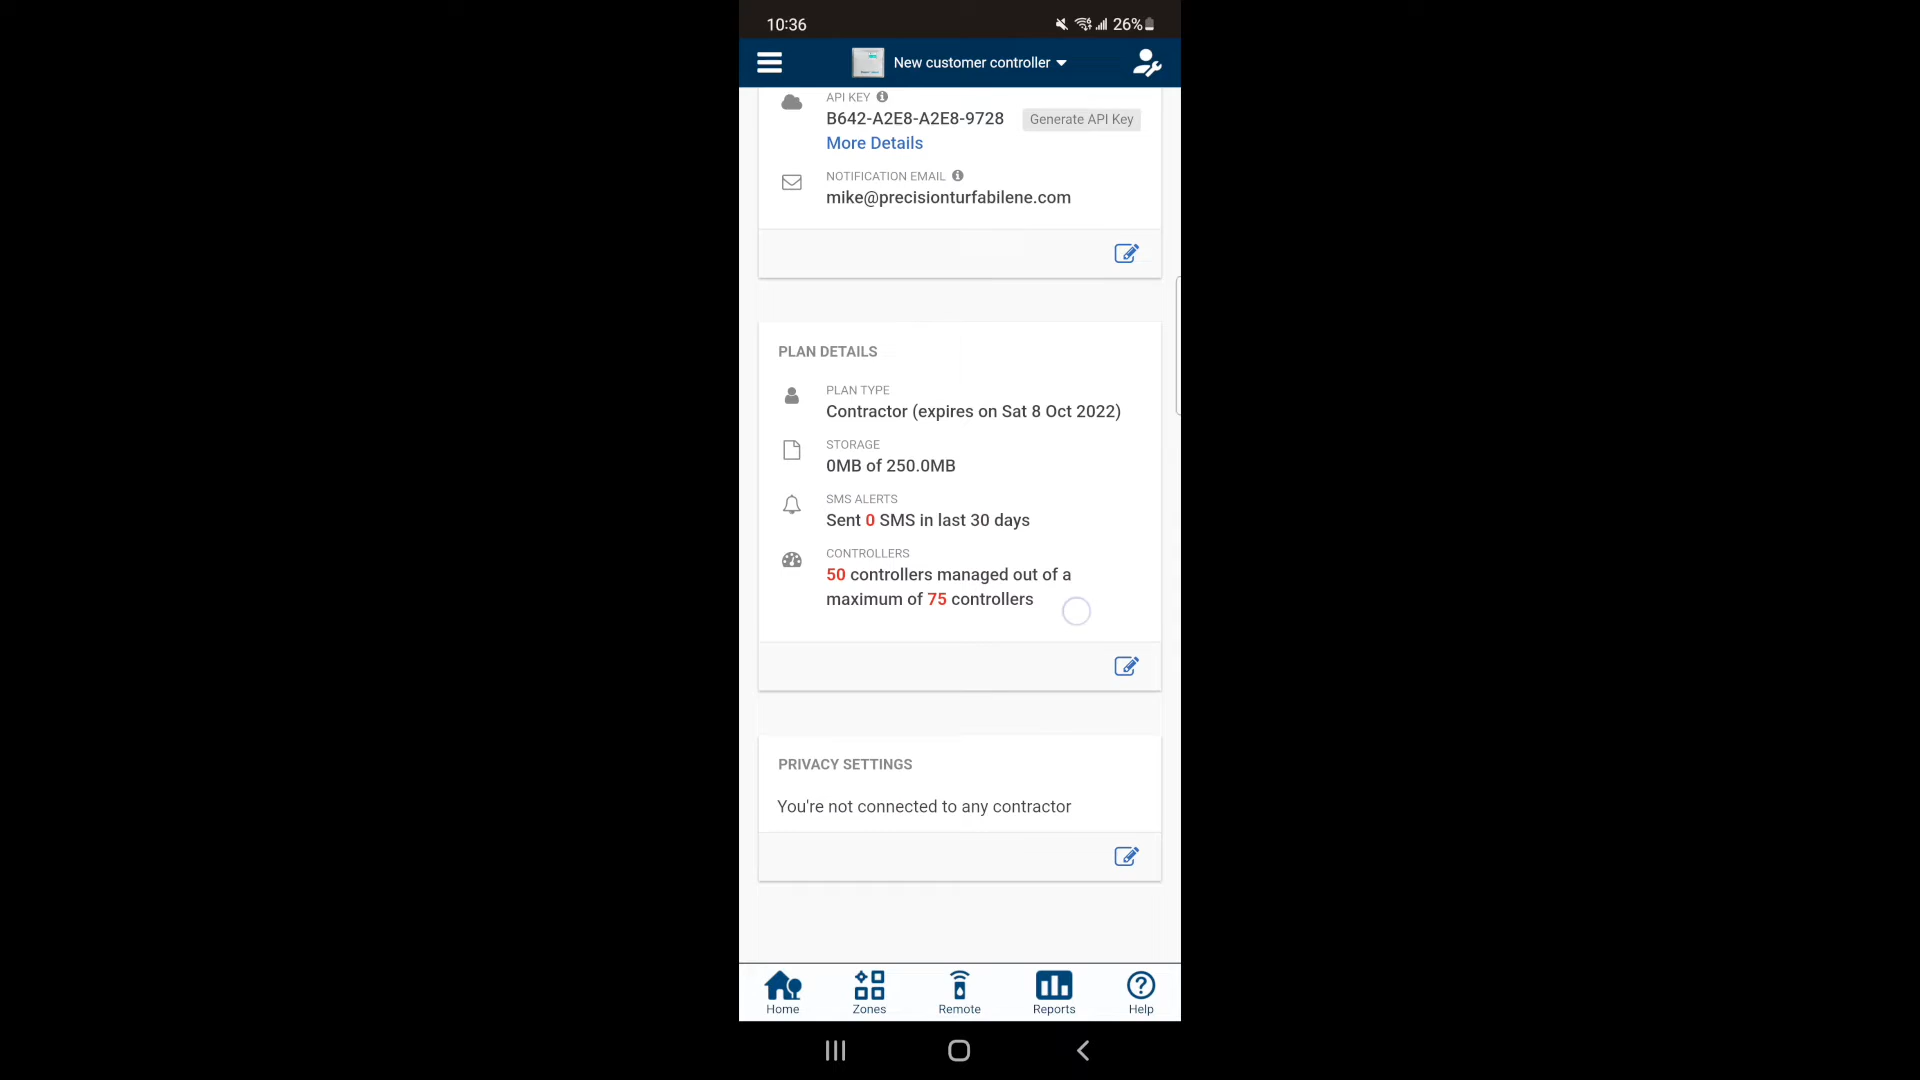 10:36
26%
New customer controller
API KEY
B642-A2E8-A2E8-9728
Generate API Key
More Details
NOTIFICATION EMAIL
mike@precisionturfabilene.com
PLAN DETAILS
PLAN TYPE
Contractor (expires on Sat 8 Oct 2022)
STORAGE
0MB of 250.0MB
SMS ALERTS
Sent 0 SMS in last 30 days
CONTROLLERS
50 controllers managed out of a
maximum of 75 controllers
PRIVACY SETTINGS
You're not connected to any contractor
Home Zones Remote Reports Help